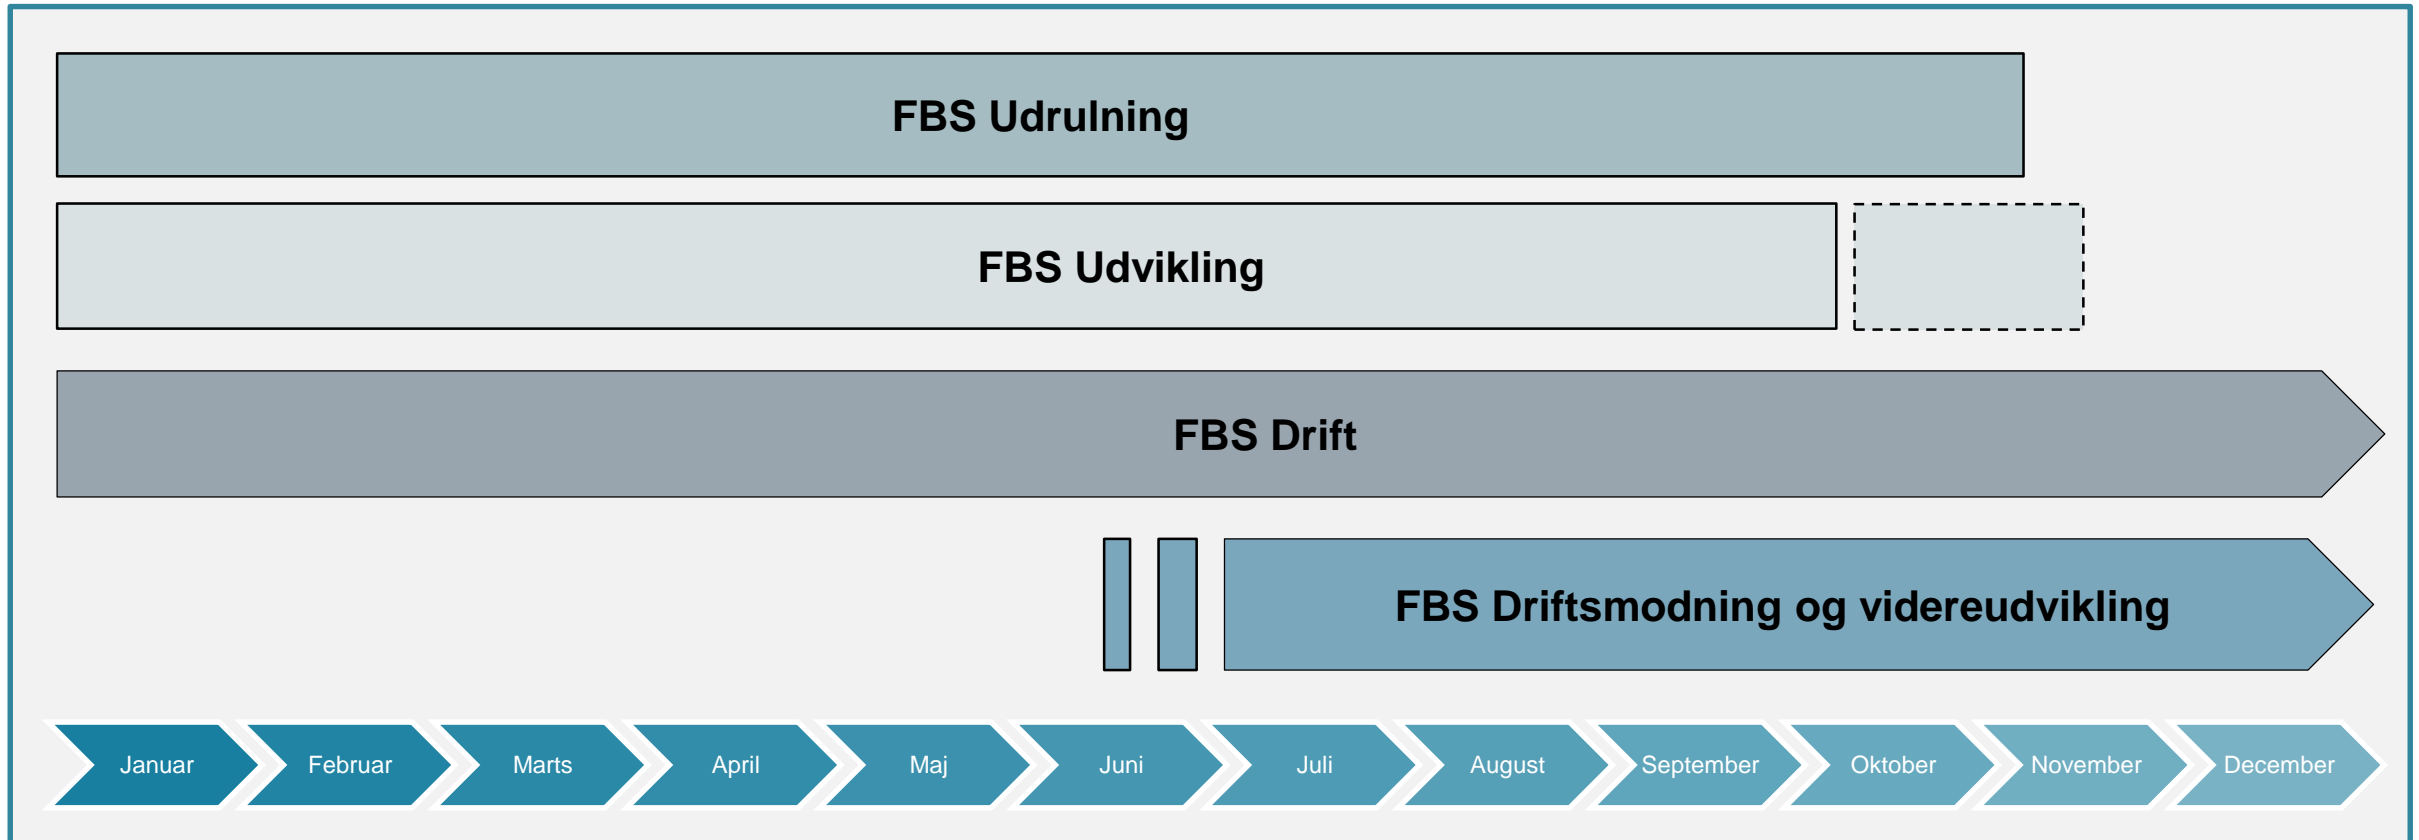 FBS Udrulning
FBS Udvikling
FBS Drift
FBS Driftsmodning og videreudvikling
Januar Februar Marts April Maj Juni Juli August September Oktober November December